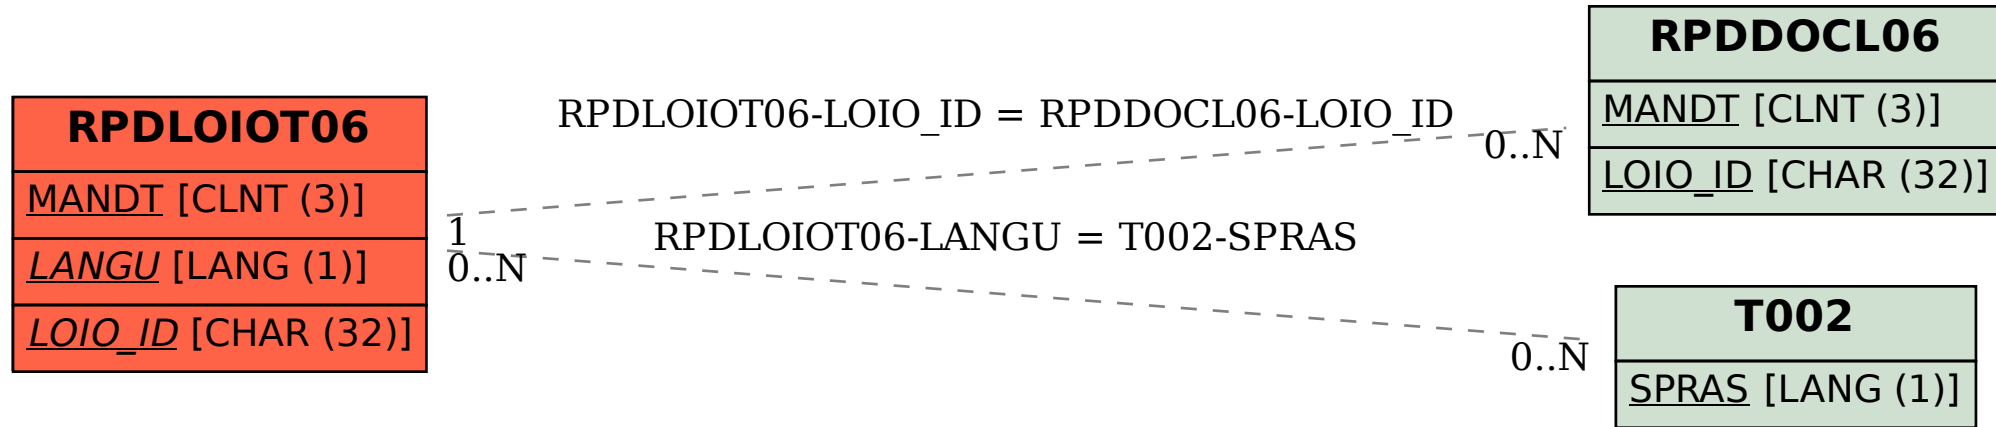 RPDLOIOT06
MANDT [CLNT (3)]
LANGU [LANG (1)]
LOIO_ID [CHAR (32)]
RPDLOIOT06-LOIO_ID = RPDDOCL06-LOIO_ID
1
0..N
RPDLOIOT06-LANGU = T002-SPRAS
0..N
0..N
RPDDOCL06
MANDT [CLNT (3)]
LOIO_ID [CHAR (32)]
T002
SPRAS [LANG (1)]